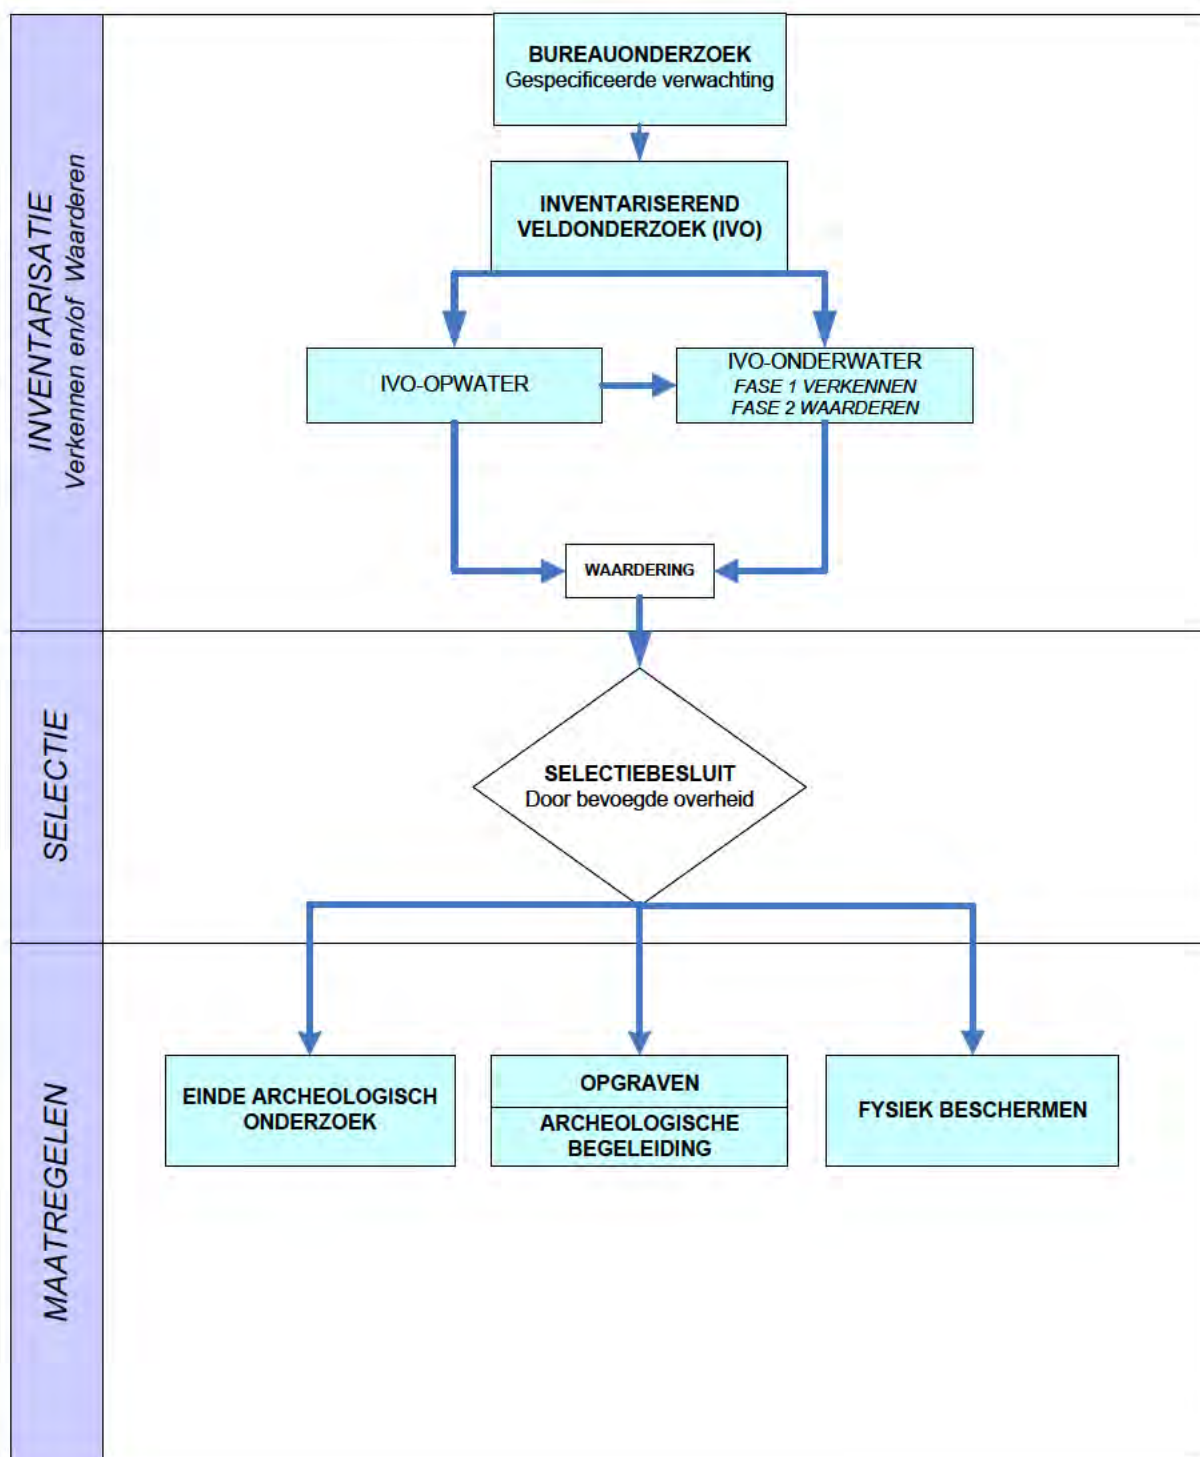 INVENTARISATIE
Verkennen en/of Waarderen
BUREAUONDERZOEK
Gespecificeerde verwachting
INVENTARISEREND
VELDONDERZOEK (IVO)
IVO-OPWATER
IVO-ONDERWATER
FASE 1 VERKENNEN
FASE 2 WAARDEREN
WAARDERING
SELECTIE
SELECTIEBESLUIT
Door bevoegde overheid
MAATREGELEN
EINDE ARCHEOLOGISCH
ONDERZOEK
OPGRAVEN
ARCHEOLOGISCHE
BEGELEIDING
FYSIEK BESCHERMEN